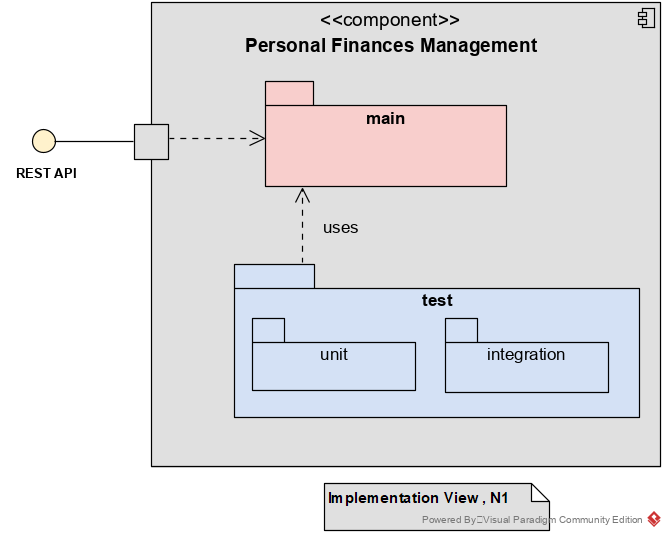 <<component>>
Personal Finances Management
main
REST API
uses
test
unit
integration
Implementation View , N1
Powered By Visual Paradigm Community Edition